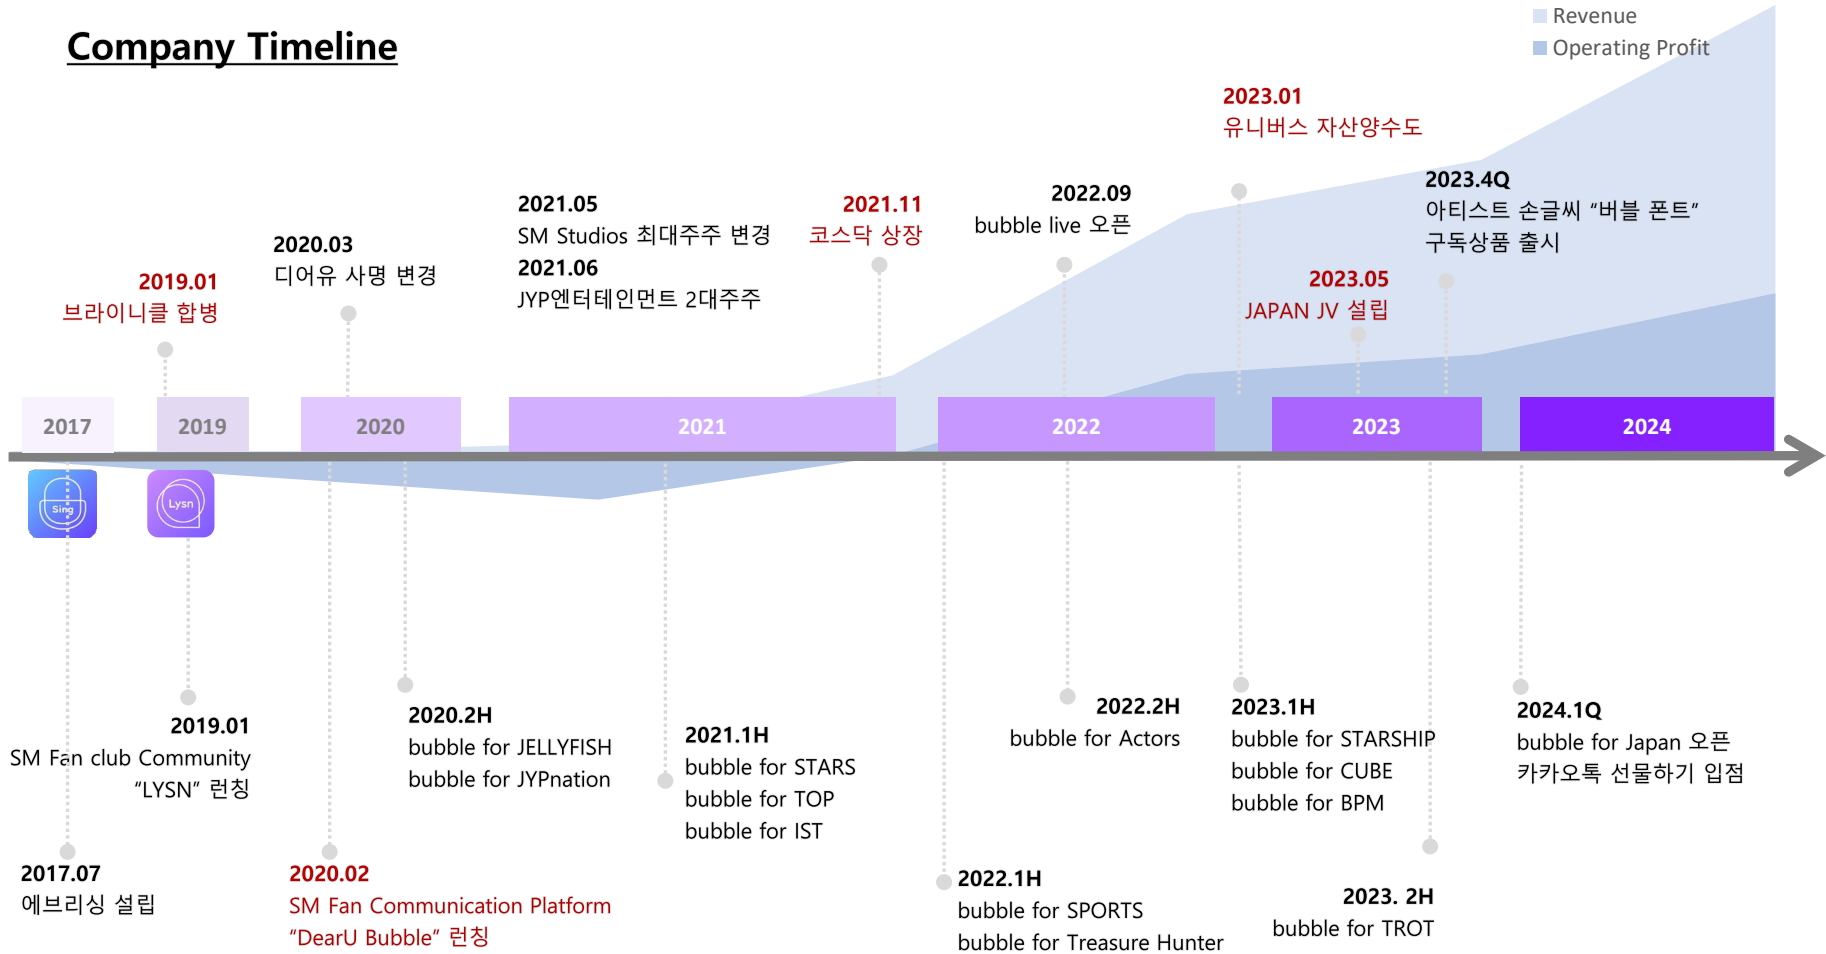 Company Timeline
Revenue
Operating Profit
2019.01
브라이니클 합병
2020.03
디어유 사명 변경
2021.05
SM Studios 최대주주 변경
2021.06
JYP엔터테인먼트 2대주주
2021.11
코스닥 상장
2022.09
bubble live 오픈
2023.01
유니버스 자산양수도
2023.05
JAPAN JV 설립
2023.4Q
아티스트 손글씨 “버블 폰트”
구독상품 출시
2017
2019
2020
2021
2022
2023
2024
Sing
Lysn
2017.07
에브리싱 설립
2019.01
SM Fan club Community
“LYSN” 런칭
2020.02
SM Fan Communication Platform
“DearU Bubble” 런칭
2020.2H
bubble for JELLYFISH
bubble for JYPnation
2021.1H
bubble for STARS
bubble for TOP
bubble for IST
2022.1H
bubble for SPORTS
bubble for Treasure Hunter
2022.2H
bubble for Actors
2023.1H
bubble for STARSHIP
bubble for CUBE
bubble for BPM
2023. 2H
bubble for TROT
2024.1Q
bubble for Japan 오픈
카카오톡 선물하기 입점